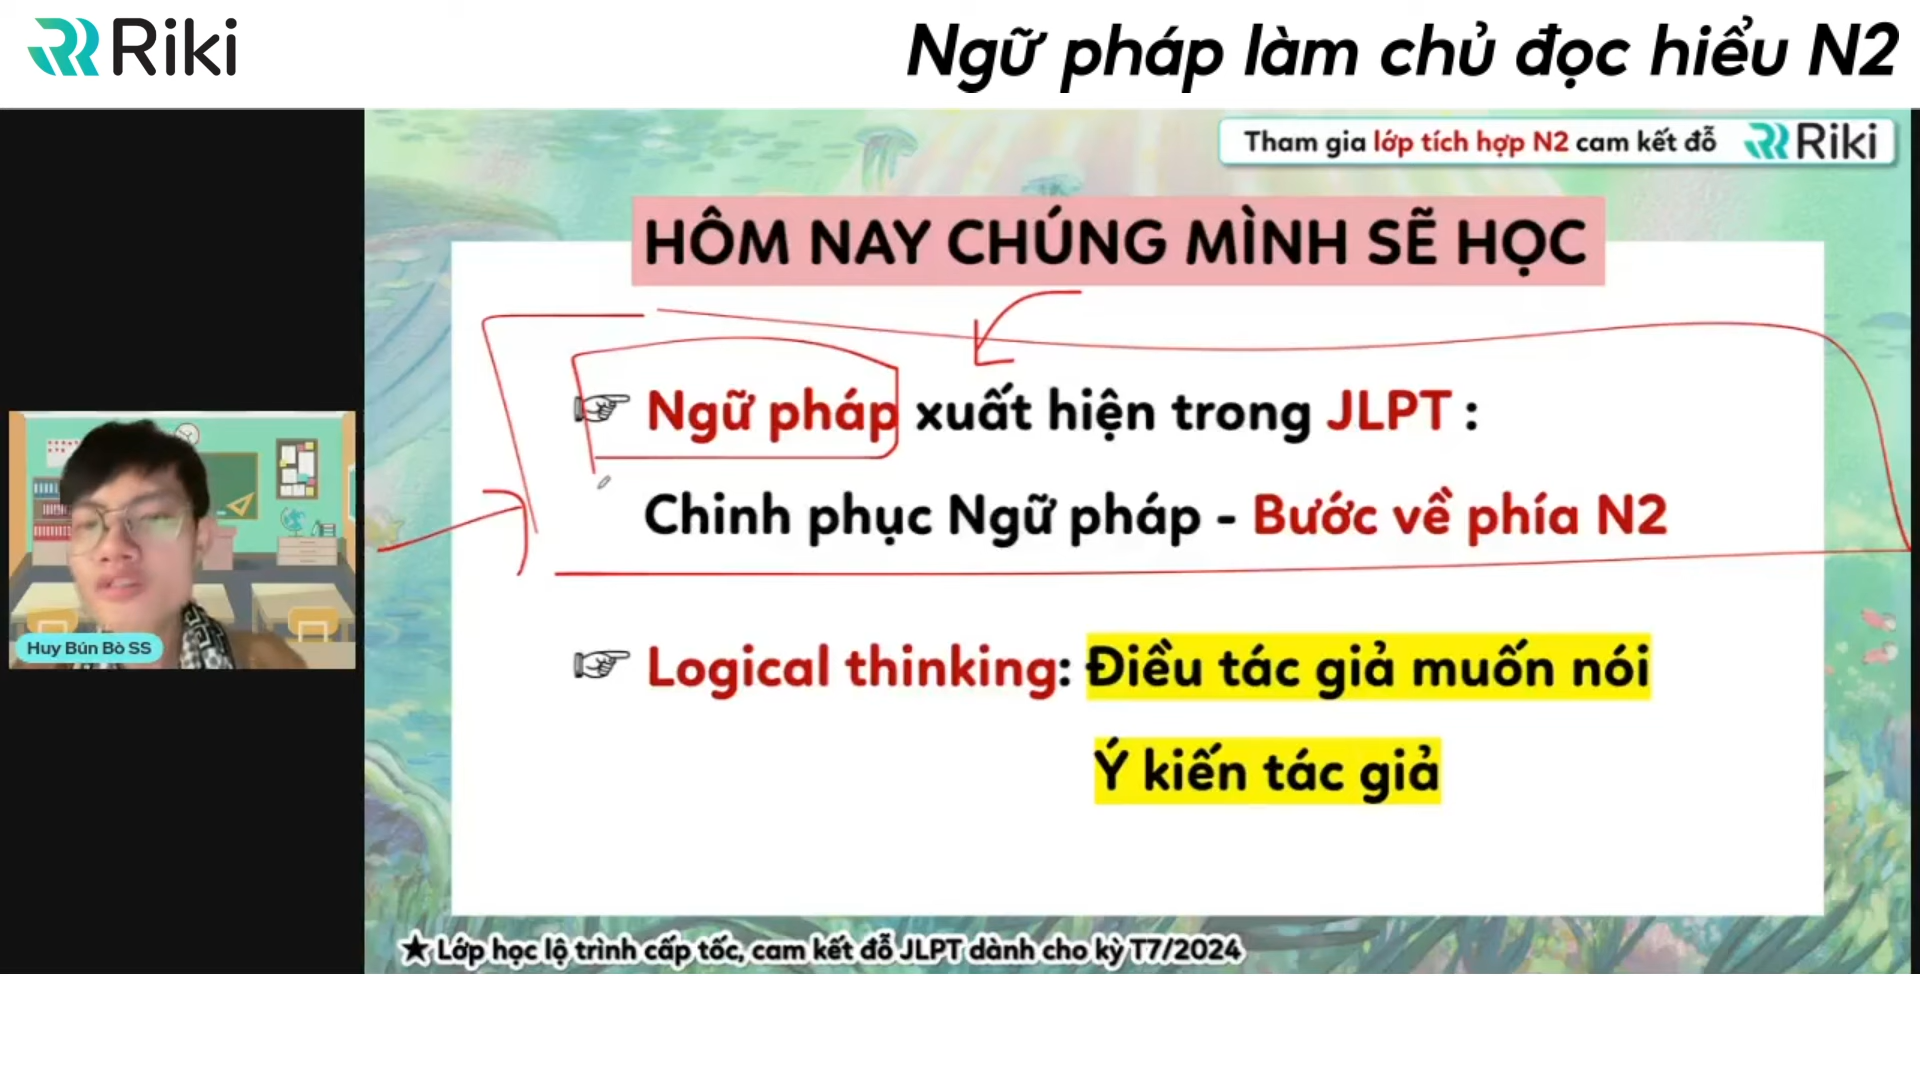 Riki
Ngữ pháp làm chủ đọc hiểu N2
Tham gia lớp tích hợp N2 cam kết đỗ Riki
HÔM NAY CHÚNG MÌNH SẼ HỌC
☞ Ngữ pháp xuất hiện trong JLPT :
Chinh phục Ngữ pháp - Bước về phía N2
☞ Logical thinking: Điều tác giả muốn nói
Ý kiến tác giả
Huy Bún Bò SS
★ Lớp học lộ trình cấp tốc, cam kết đỗ JLPT dành cho kỳ T7/2024